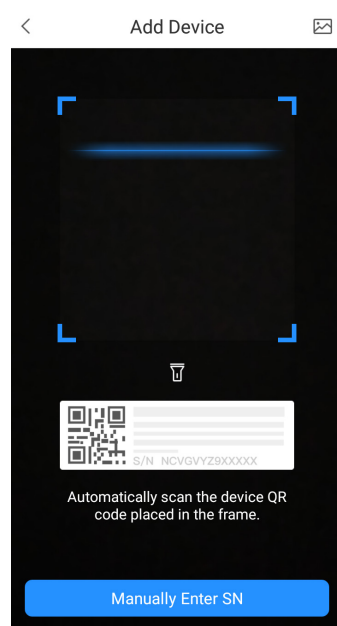 Add Device
S/N NCVGVYZ9XXXXX
Automatically scan the device QR
code placed in the frame.
Manually Enter SN